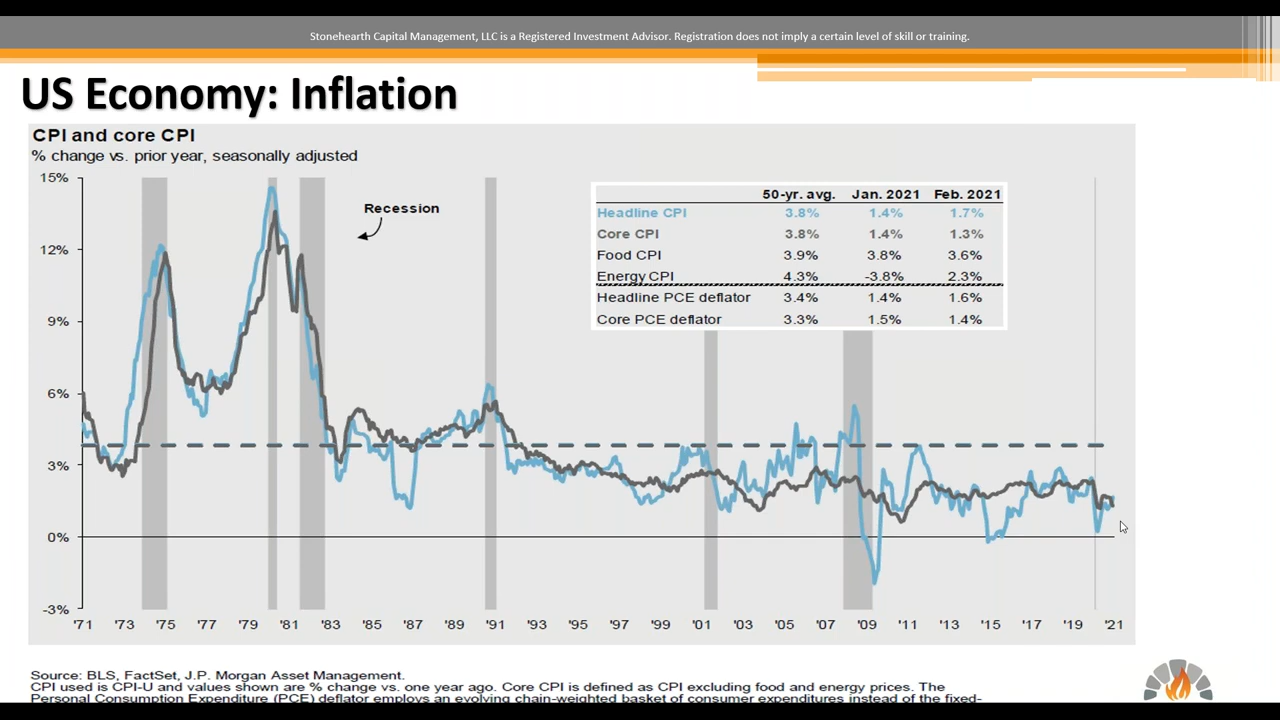 Stonehearth Capital Management, LLC is a Registered Investment Advisor. Registration does not imply a certain level of skill or training.
US Economy: Inflation
CPI and core CPI
% change vs. prior year, seasonally adjusted
15%
12%
9%
6%
3%
0%
-3%
Recession
50-yr. avg. Jan. 2021 Feb. 2021
Headline CPI 3.8% 1.4% 1.7%
Core CPI 3.8% 1.4% 1.3%
Food CPI 3.9% 3.8% 3.6%
Energy CPI 4.3% -3.8% 2.3%
Headline PCE deflator 3.4% 1.4% 1.6%
Core PCE deflator 3.3% 1.5% 1.4%
'71 '73 '75 '77 '79 '81 '83 '85 '87 '89 '91 '93 '95 '97 '99 '01 '03 '05 '07 '09 '11 '13 '15 '17 '19 '21
Source: BLS, FactSet, J.P. Morgan Asset Management.
CPI used is CPI-U and values shown are % change vs. one year ago. Core CPI is defined as CPI excluding food and energy prices. The
Personal Consumption Expenditure (PCE) deflator employs an evolving chain-weighted basket of consumer expenditures instead of the fixed-